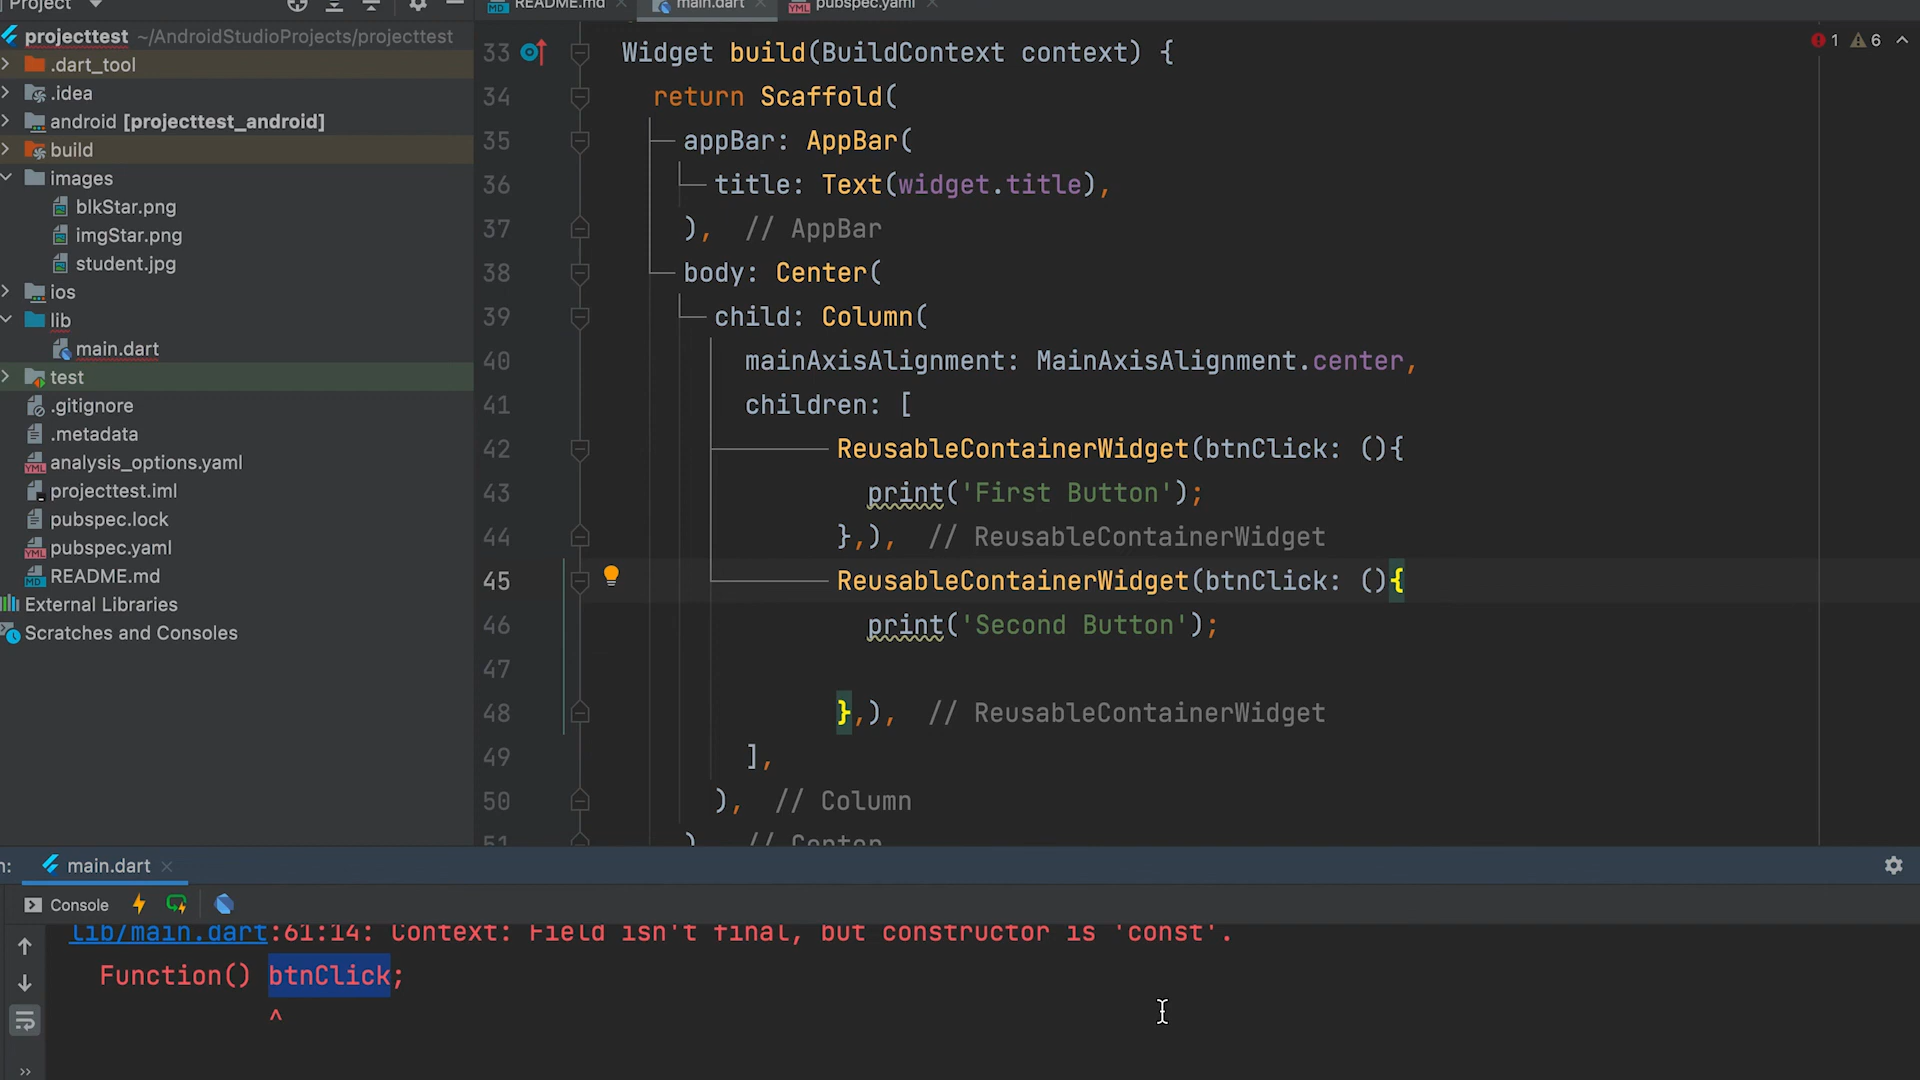 Project
README.md
main.dart
pubspec.yaml
projecttest ~/AndroidStudioProjects/projecttest
.dart_tool
.idea
android [projecttest_android]
build
images
blkStar.png
imgStar.png
student.jpg
ios
lib
main.dart
test
.gitignore
.metadata
analysis_options.yaml
projecttest.iml
pubspec.lock
pubspec.yaml
README.md
External Libraries
Scratches and Consoles
1 6
33 Widget build(BuildContext context) {
34 return Scaffold(
35 appBar: AppBar(
36 title: Text(widget.title),
37 ), // AppBar
38 body: Center(
39 child: Column(
40 mainAxisAlignment: MainAxisAlignment.center,
41 children: [
42 ReusableContainerWidget(btnClick: (){
43 print('First Button');
44 },), // ReusableContainerWidget
45 ReusableContainerWidget(btnClick: (){
46 print('Second Button');
47
48 },), // ReusableContainerWidget
49 ],
50 ), // Column
51 ) // Center
n: main.dart
Console
lib/main.dart:61:14: Context: Field isn't final, but constructor is 'const'.
Function() btnClick;
^